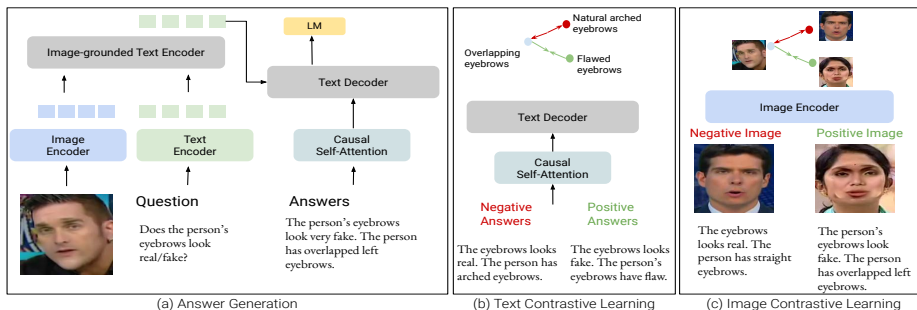 Image-grounded Text Encoder
LM
Text Decoder
Image
Encoder
Text
Encoder
Causal
Self-Attention
Question
Does the person's
eyebrows look
real/fake?
Answers
The person's eyebrows
look very fake. The person
has overlapped left
eyebrows.
(a) Answer Generation
Natural arched
eyebrows
Overlapping
eyebrows
Flawed
eyebrows
Text Decoder
Causal
Self-Attention
Negative
Answers
Positive
Answers
The eyebrows looks
real. The person has
arched eyebrows.
The eyebrows looks
fake. The person's
eyebrows have flaw.
(b) Text Contrastive Learning
Image Encoder
Negative Image
Positive Image
The eyebrows
looks real. The
person has straight
eyebrows.
The person's
eyebrows look
fake. The person
has overlapped left
eyebrows.
(c) Image Contrastive Learning